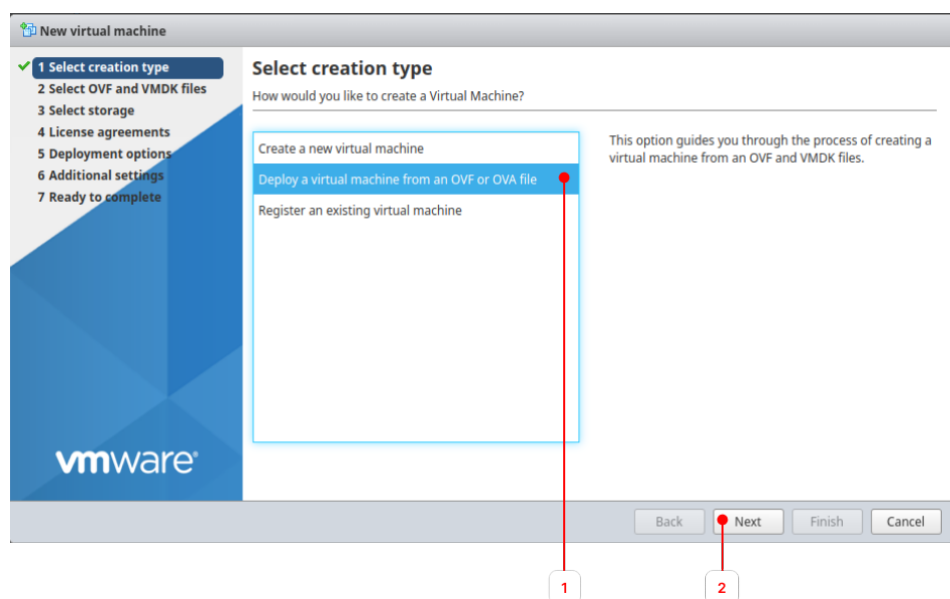 New virtual machine
1 Select creation type
2 Select OVF and VMDK files
3 Select storage
4 License agreements
5 Deployment options
6 Additional settings
7 Ready to complete
vmware®
Select creation type
How would you like to create a Virtual Machine?
Create a new virtual machine
Deploy a virtual machine from an OVF or OVA file
Register an existing virtual machine
This option guides you through the process of creating a
virtual machine from an OVF and VMDK files.
Back Next Finish Cancel
1 2